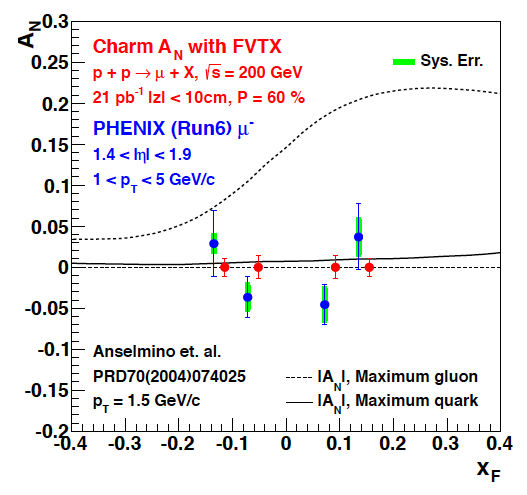 A_N
0.3
0.25
0.2
0.15
0.1
0.05
0
-0.05
-0.1
-0.15
-0.2
Charm A_N with FVTX
p + p → μ + X, √s = 200 GeV
21 pb^-1 |z| < 10cm, P = 60 %
PHENIX (Run6) μ^-
1.4 < |η| < 1.9
1 < p_T < 5 GeV/c
Sys. Err.
Anselmino et. al.
PRD70(2004)074025
p_T = 1.5 GeV/c
|A_N|, Maximum gluon
|A_N|, Maximum quark
-0.4 -0.3 -0.2 -0.1 0 0.1 0.2 0.3 0.4
x_F